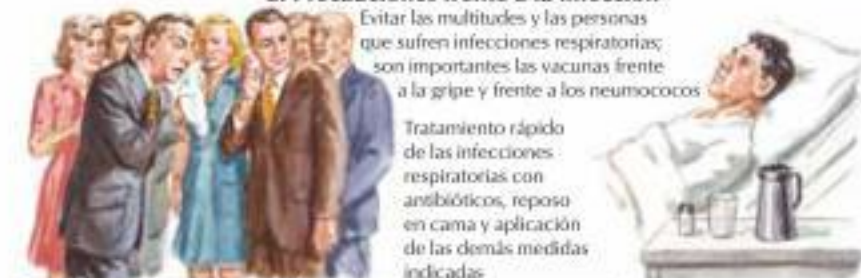 Evitar las multitudes y las personas
que sufren infecciones respiratorias;
son importantes las vacunas frente
a la gripe y frente a los neumococos
Tratamiento rápido
de las infecciones
respiratorias con
antibióticos, reposo
en cama y aplicación
de las demás medidas
indicadas